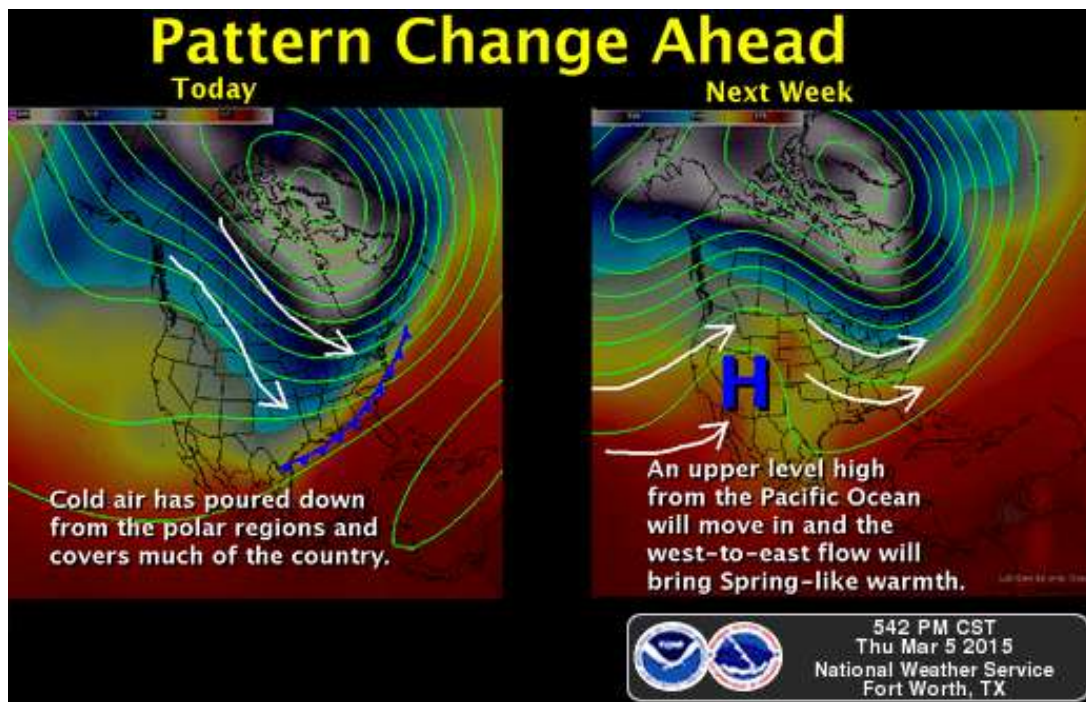 Pattern Change Ahead
Today
Next Week
H
Cold air has poured down
from the polar regions and
covers much of the country.
An upper level high
from the Pacific Ocean
will move in and the
west-to-east flow will
bring Spring-like warmth.
542 PM CST
Thu Mar 5 2015
National Weather Service
Fort Worth, TX